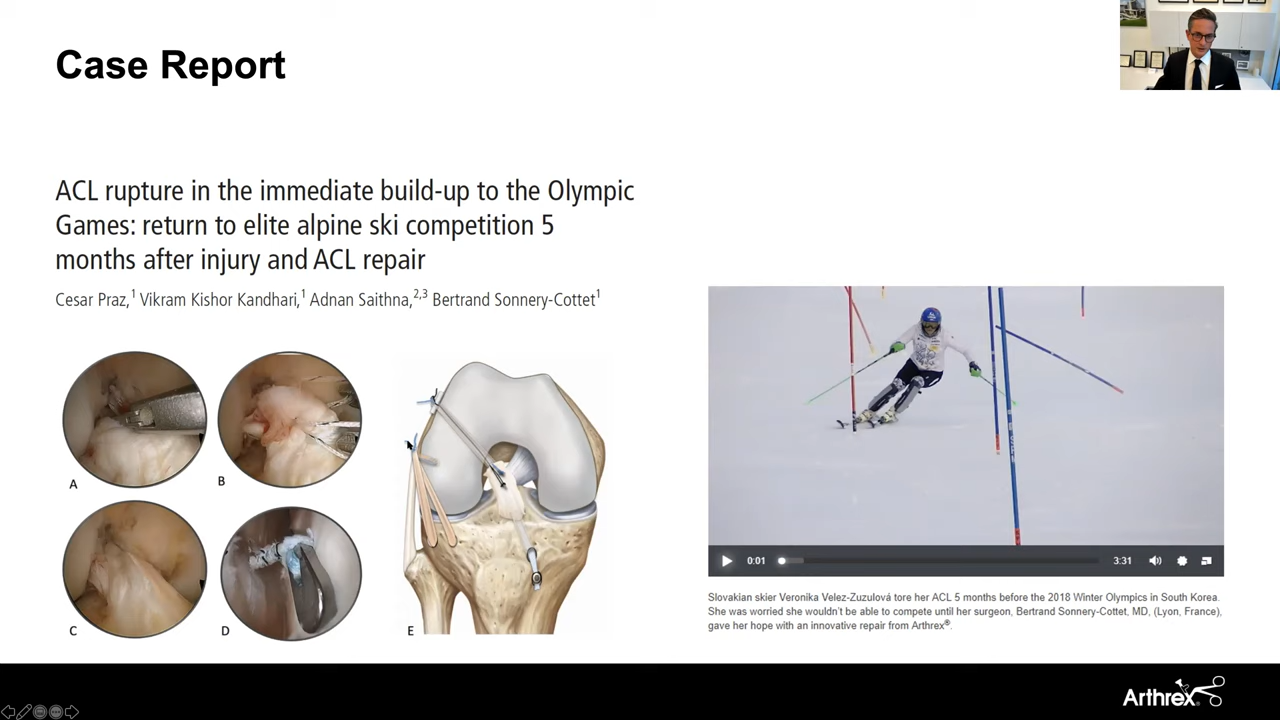 Case Report
ACL rupture in the immediate build-up to the Olympic
Games: return to elite alpine ski competition 5
months after injury and ACL repair
Cesar Praz,1 Vikram Kishor Kandhari,1 Adnan Saithna,2,3 Bertrand Sonnery-Cottet1
A
B
C
D
E
0:01
3:31
Slovakian skier Veronika Velez-Zuzulová tore her ACL 5 months before the 2018 Winter Olympics in South Korea.
She was worried she wouldn't be able to compete until her surgeon, Bertrand Sonnery-Cottet, MD, (Lyon, France),
gave her hope with an innovative repair from Arthrex®.
Arthrex